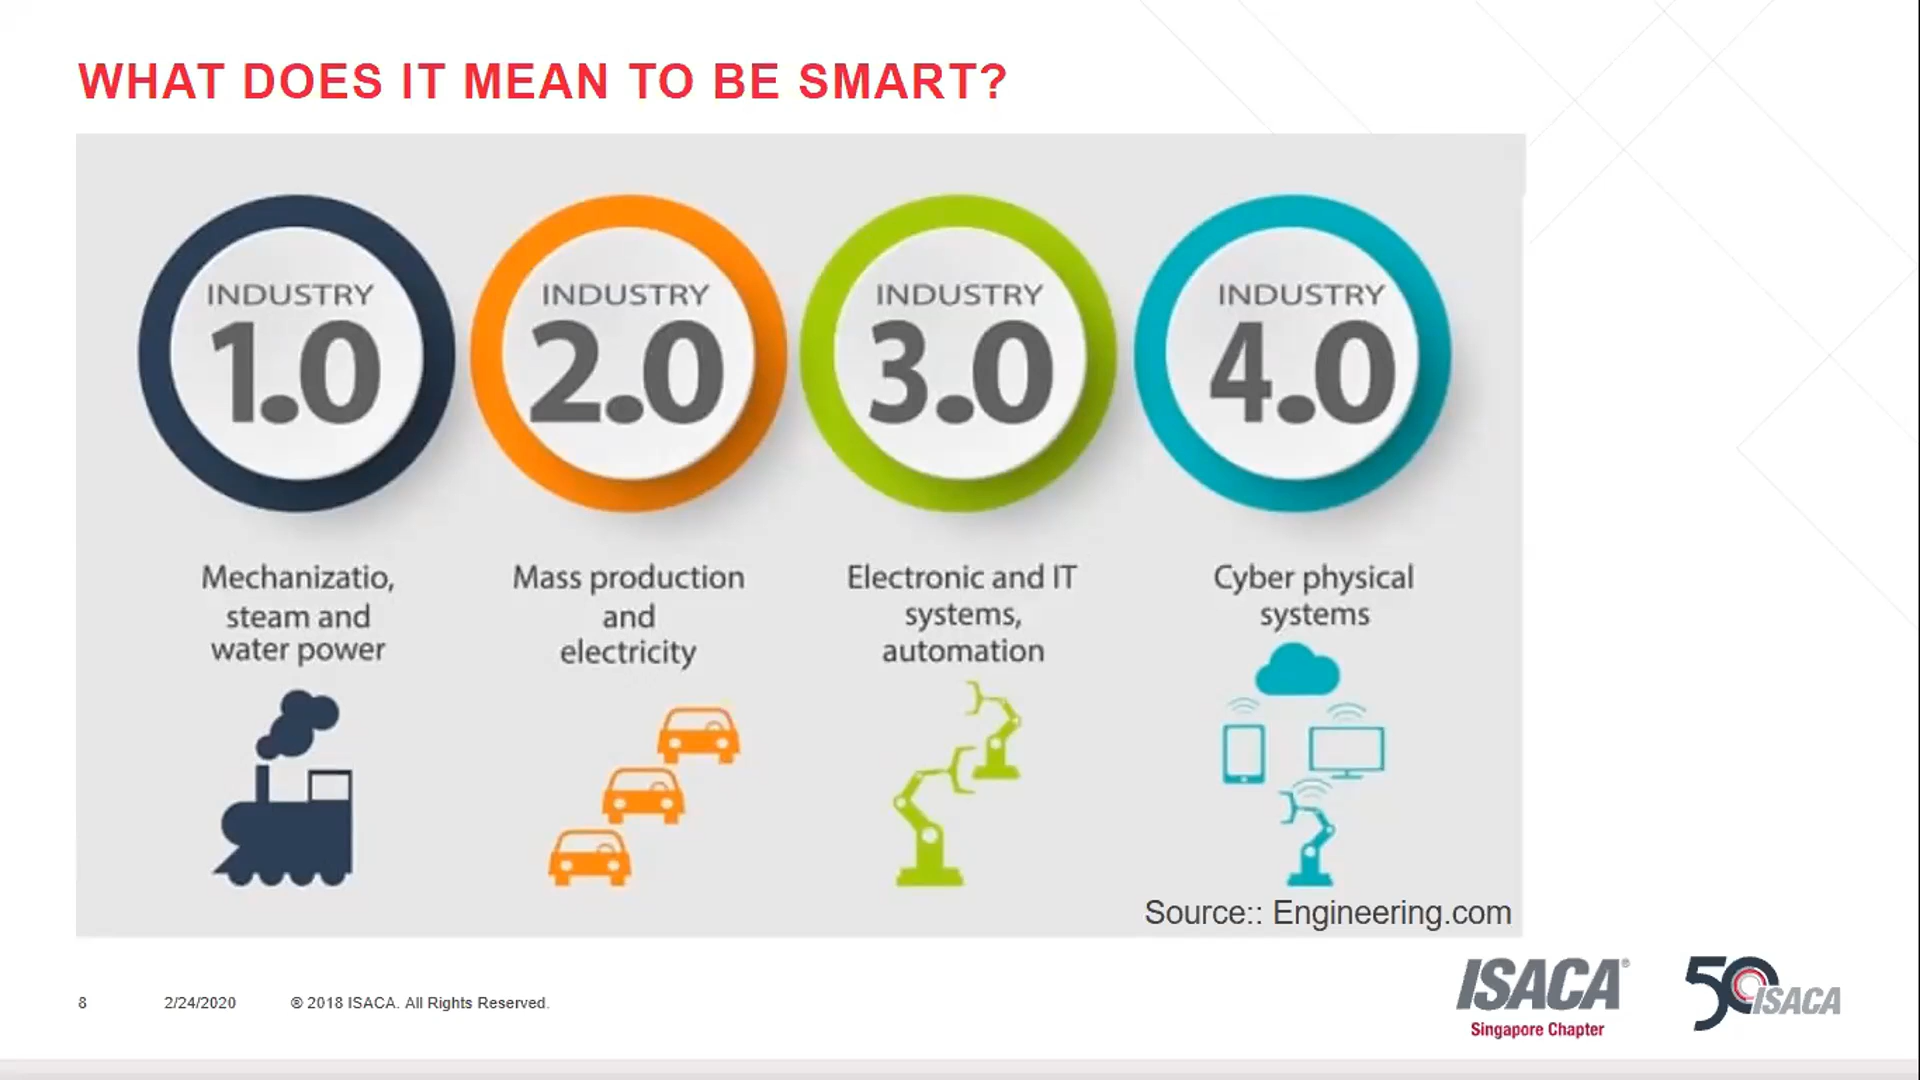 WHAT DOES IT MEAN TO BE SMART?
INDUSTRY
1.0
INDUSTRY
2.0
INDUSTRY
3.0
INDUSTRY
4.0
Mechanizatio,
steam and
water power
Mass production
and
electricity
Electronic and IT
systems,
automation
Cyber physical
systems
Source:: Engineering.com
8
2/24/2020
© 2018 ISACA. All Rights Reserved.
ISACA®
Singapore Chapter
50
ISACA